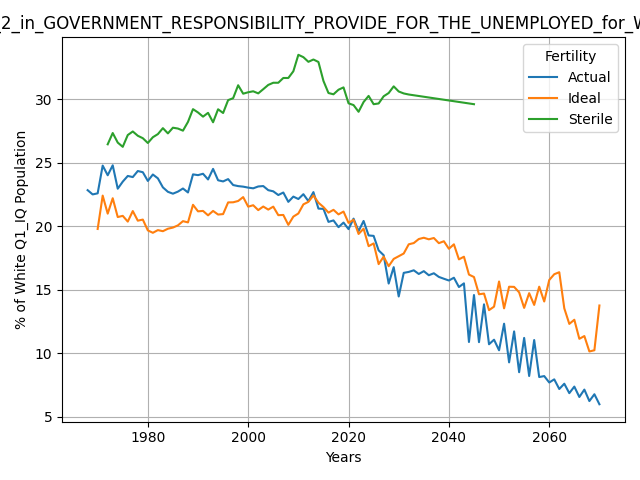 _2_in_GOVERNMENT_RESPONSIBILITY_PROVIDE_FOR_THE_UNEMPLOYED_for_W
Fertility
Actual
Ideal
Sterile
% of White Q1_IQ Population
30
25
20
15
10
5
1980
2000
2020
2040
2060
Years